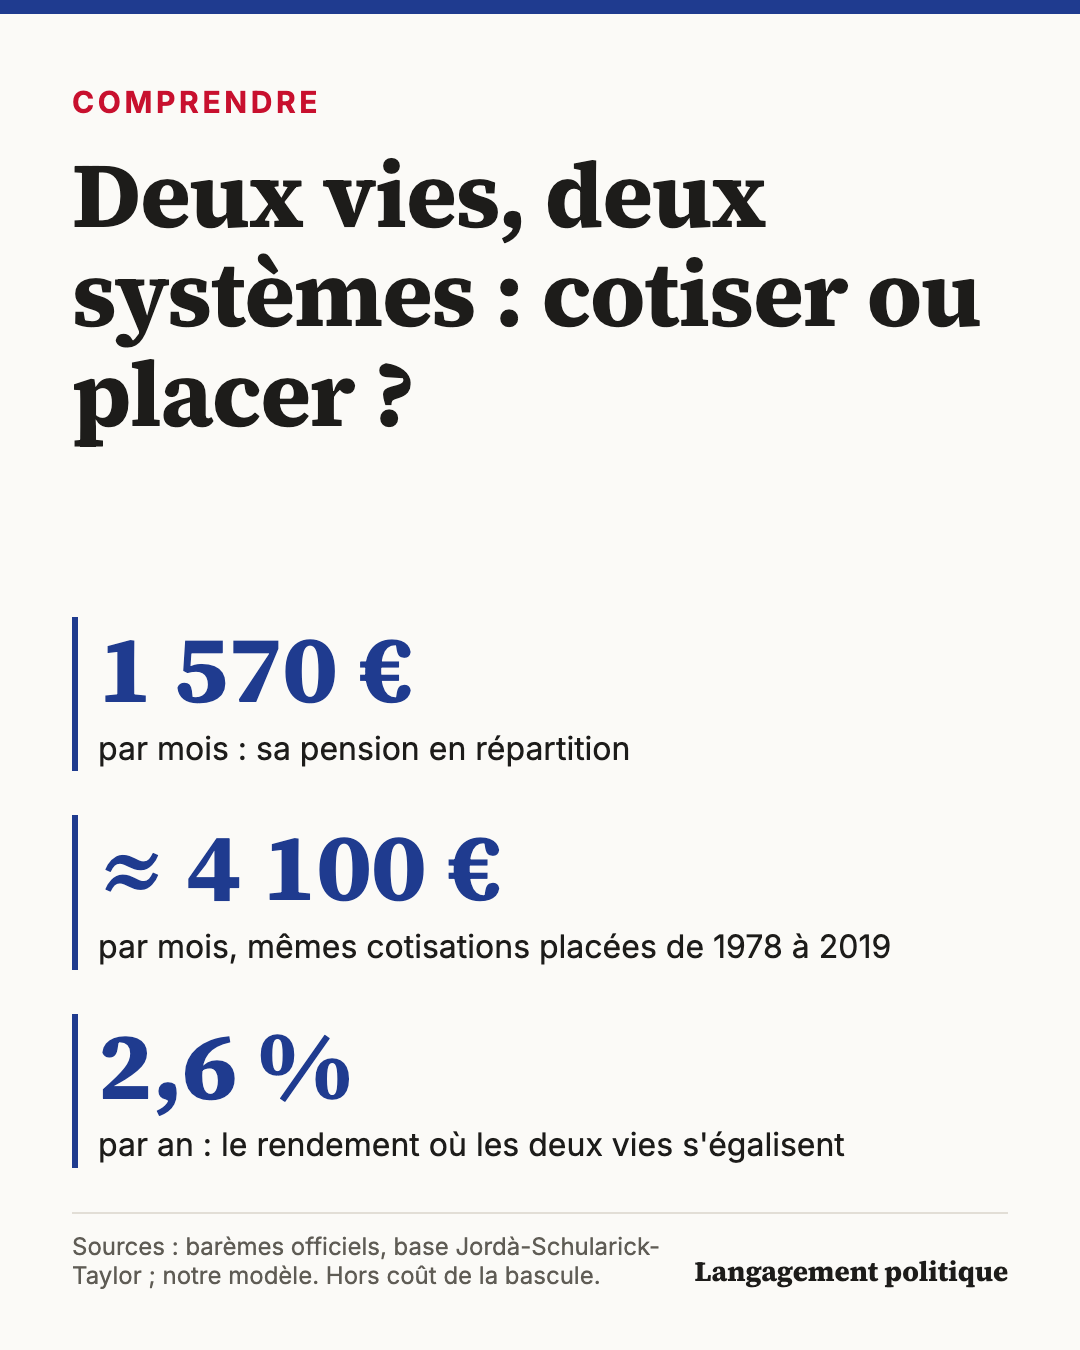 COMPRENDRE
Deux vies, deux
systèmes : cotiser ou
placer ?
1 570 €
par mois : sa pension en répartition
≈ 4 100 €
par mois, mêmes cotisations placées de 1978 à 2019
2,6 %
par an : le rendement où les deux vies s'égalisent
Sources : barèmes officiels, base Jordà-Schularick-
Taylor ; notre modèle. Hors coût de la bascule.
Langagement politique